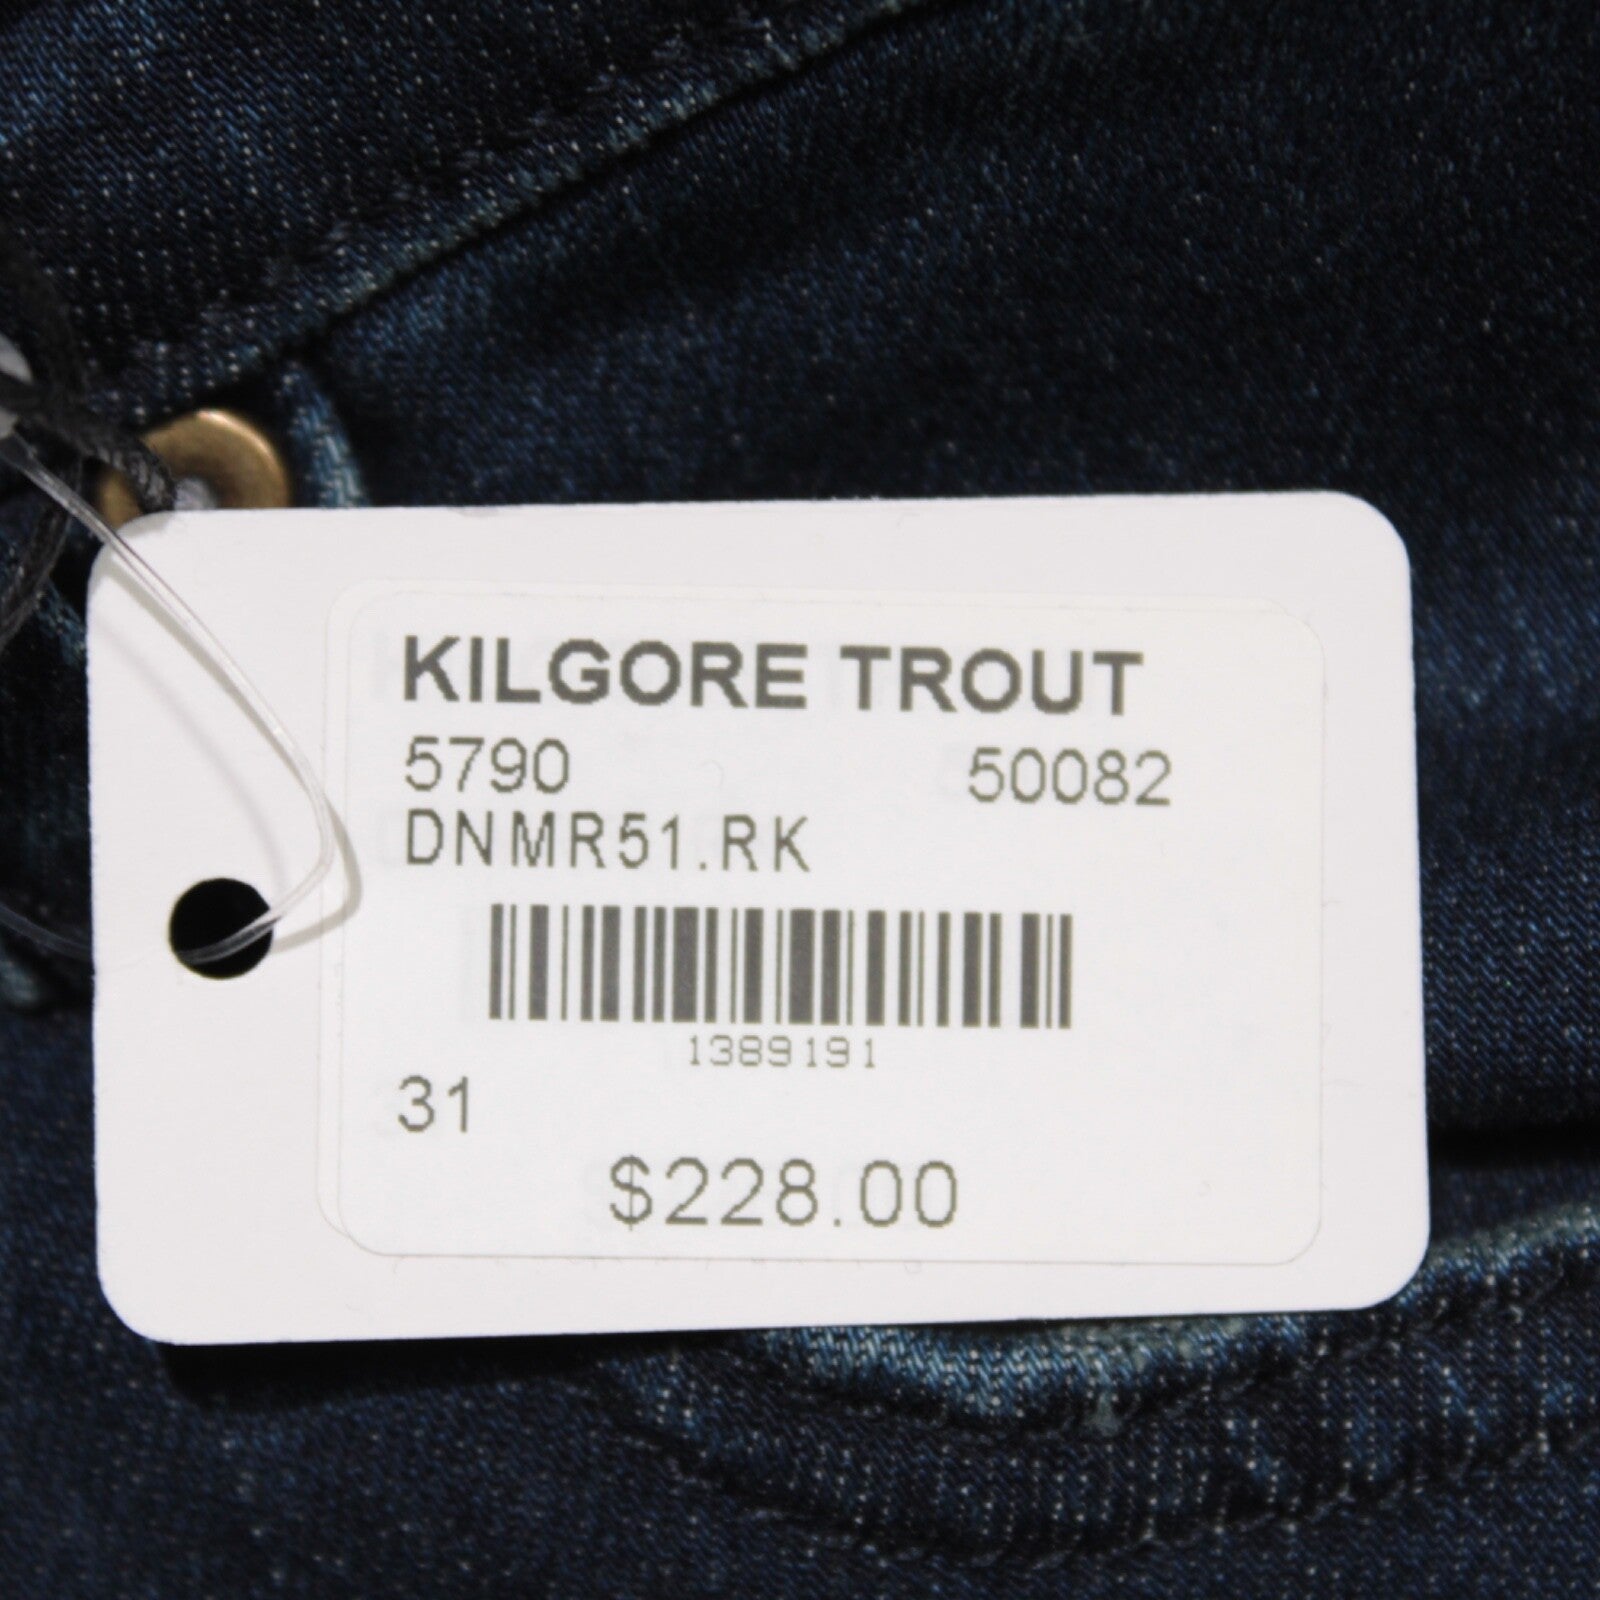 KILGORE TROUT
5790 50082
DNMR51.RK
1389191
31
$228.00